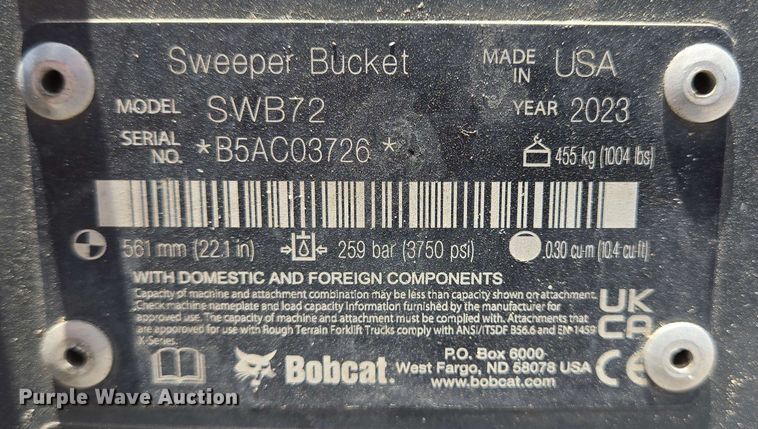 Sweeper Bucket MADE IN USA
MODEL SWB72 YEAR 2023
SERIAL NO. *B5AC03726* 455 kg (1004 lbs)
561 mm (22.1 in) 259 bar (3750 psi) 0.30 cu-m (10.4 cu-ft)
WITH DOMESTIC AND FOREIGN COMPONENTS
Capacity of machine and attachment combination may be less than capacity shown on attachment.
Check machine nameplate and load capacity information furnished by manufacturer for
approved use. The capacity of machine and attachment must be complied with. Attachments that
are approved for use with Rough Terrain Forklift Trucks comply with ANSI/ITSDF B56.6 and EN 1459
X-Series.
UK
CA
Bobcat.
P.O. Box 6000
West Fargo, ND 58078 USA
www.bobcat.com
CE
Purple Wave Auction